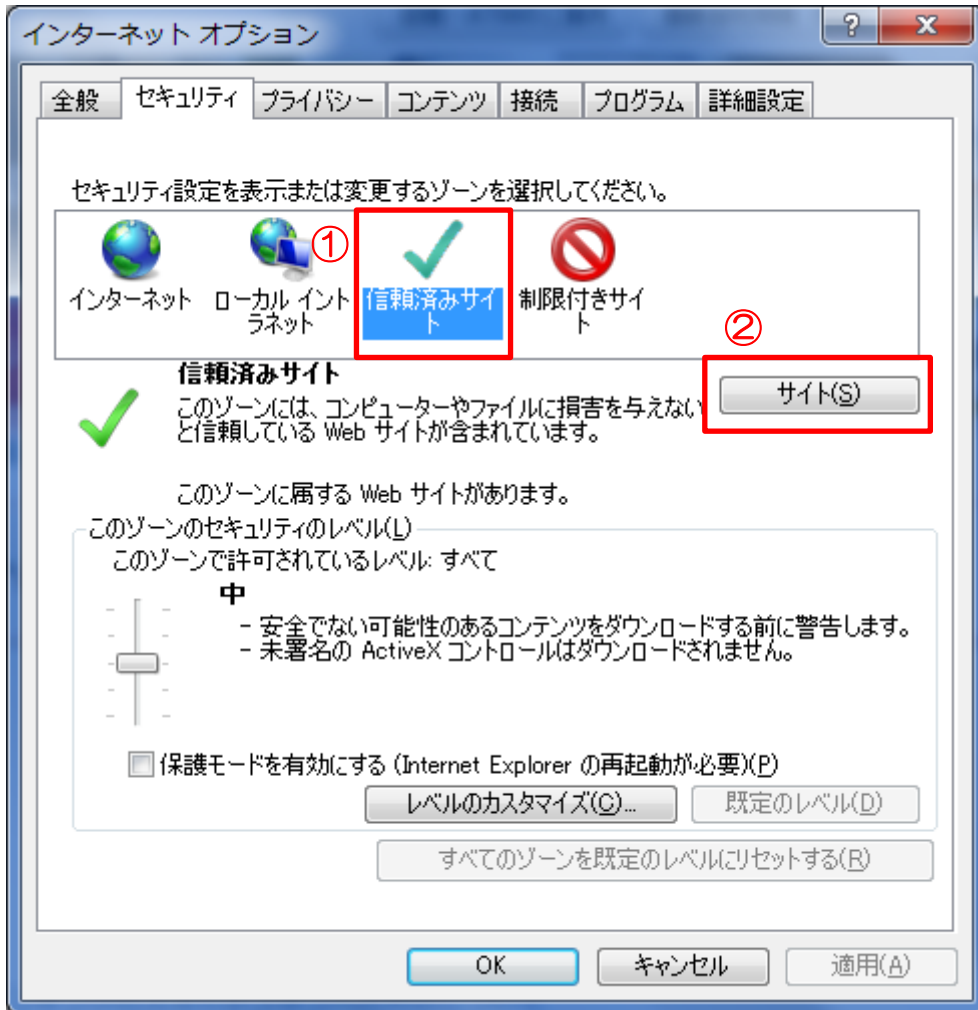 インターネット オプション
?
X
全般 セキュリティ プライバシー コンテンツ 接続 プログラム 詳細設定
セキュリティ設定を表示または変更するゾーンを選択してください。
①
インターネット
ローカル イント
ラネット
信頼済みサイ
ト
制限付きサイ
ト
②
信頼済みサイト
サイト(S)
このゾーンには、コンピューターやファイルに損害を与えない
と信頼している Web サイトが含まれています。
このゾーンに属する Web サイトがあります。
このゾーンのセキュリティのレベル(L)
このゾーンで許可されているレベル: すべて
中
- 安全でない可能性のあるコンテンツをダウンロードする前に警告します。
- 未署名の ActiveX コントロールはダウンロードされません。
保護モードを有効にする (Internet Explorer の再起動が必要)(P)
レベルのカスタマイズ(C)... 既定のレベル(D)
すべてのゾーンを既定のレベルにリセットする(R)
OK キャンセル 適用(A)